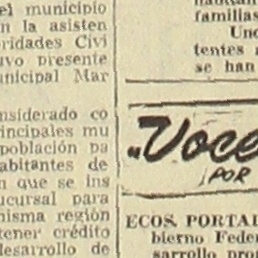 el municipio
n la asisten
oridades Civi
uvo presente
unicipal Mar
nsiderado co
rincipales mu
población pa
abitantes de
n que se ins
ucursal para
misma región
tener crédito
desarrollo de
familias
Uno
tentes a
se han
"Voce
POR
ECOS. PORTAL
bierno Feder
sarrollo pro